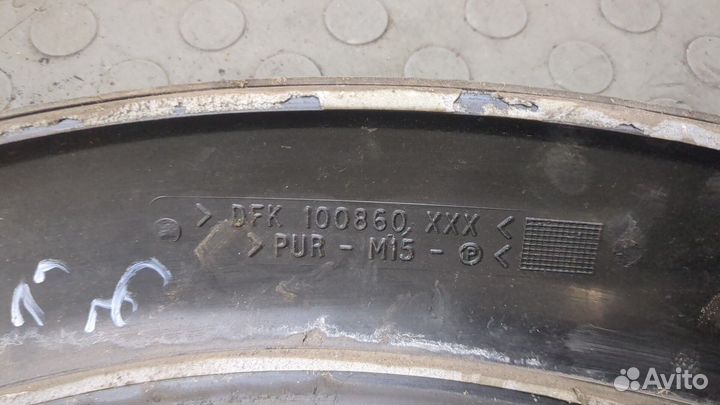 > DFK 100860 XXX <
> PUR - M15 - Ⓟ <
Avito